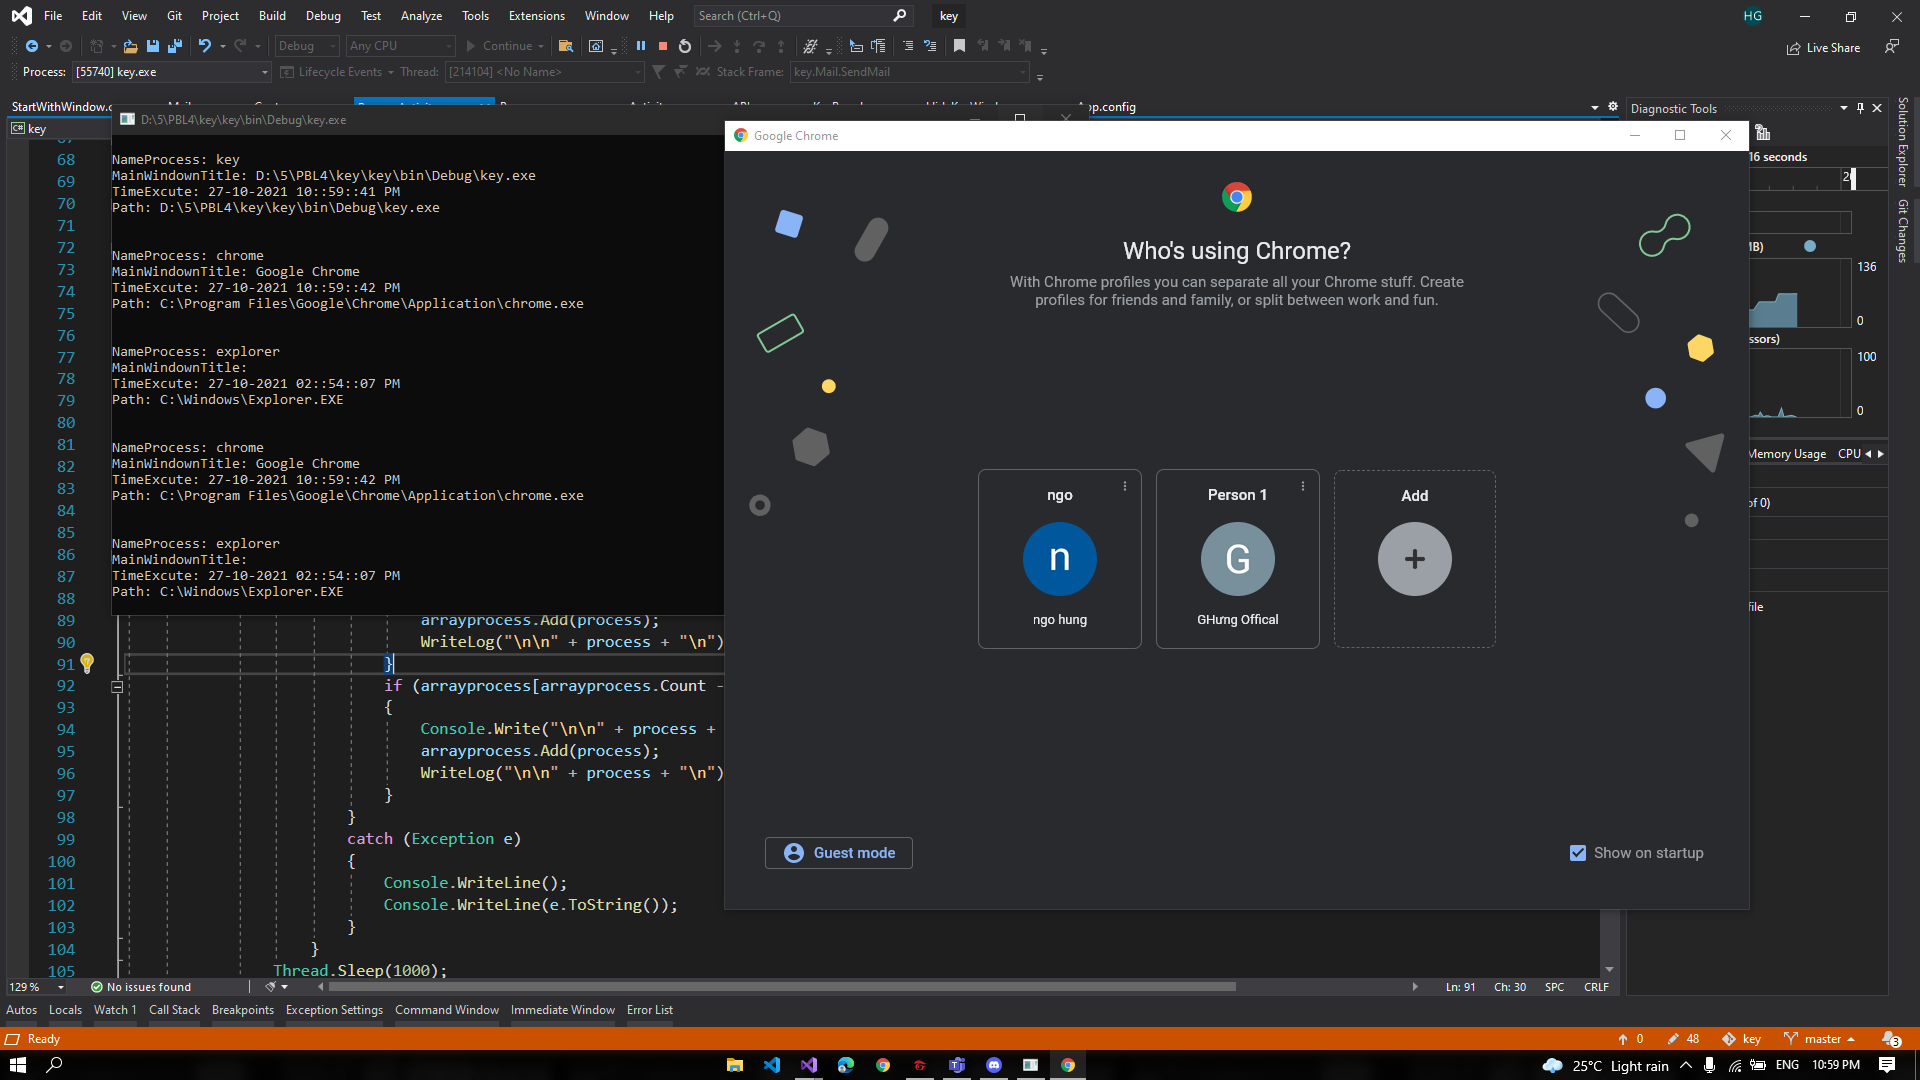 File Edit View Git Project Build Debug Test Analyze Tools Extensions Window Help Search (Ctrl+Q) key HG
Debug Any CPU Continue Live Share
Process: [55740] key.exe Lifecycle Events Thread: [214104] <No Name> Stack Frame: key.Mail.SendMail
StartWithWindow.c App.config
key
D:\5\PBL4\key\key\bin\Debug\key.exe
NameProcess: key
MainWindownTitle: D:\5\PBL4\key\key\bin\Debug\key.exe
TimeExcute: 27-10-2021 10::59::41 PM
Path: D:\5\PBL4\key\key\bin\Debug\key.exe
NameProcess: chrome
MainWindownTitle: Google Chrome
TimeExcute: 27-10-2021 10::59::42 PM
Path: C:\Program Files\Google\Chrome\Application\chrome.exe
NameProcess: explorer
MainWindownTitle:
TimeExcute: 27-10-2021 02::54::07 PM
Path: C:\Windows\Explorer.EXE
NameProcess: chrome
MainWindownTitle: Google Chrome
TimeExcute: 27-10-2021 10::59::42 PM
Path: C:\Program Files\Google\Chrome\Application\chrome.exe
NameProcess: explorer
MainWindownTitle:
TimeExcute: 27-10-2021 02::54::07 PM
Path: C:\Windows\Explorer.EXE
68
69
70
71
72
73
74
75
76
77
78
79
80
81
82
83
84
85
86
87
88
89 arrayprocess.Add(process);
90 WriteLog("\n\n" + process + "\n")
91 }
92 if (arrayprocess[arrayprocess.Count -
93 {
94 Console.Write("\n\n" + process +
95 arrayprocess.Add(process);
96 WriteLog("\n\n" + process + "\n")
97 }
98 }
99 catch (Exception e)
100 {
101 Console.WriteLine();
102 Console.WriteLine(e.ToString());
103 }
104 }
105 Thread.Sleep(1000);
Google Chrome
Who's using Chrome?
With Chrome profiles you can separate all your Chrome stuff. Create
profiles for friends and family, or split between work and fun.
ngo
n
ngo hung
Person 1
G
GHưng Offical
Add
Guest mode
Show on startup
Diagnostic Tools
16 seconds
136
0
100
0
Memory Usage CPU
of 0)
Solution Explorer
Git Changes
129 % No issues found Ln: 91 Ch: 30 SPC CRLF
Autos Locals Watch 1 Call Stack Breakpoints Exception Settings Command Window Immediate Window Error List
Ready 0 48 key master 3
25°C Light rain ENG 10:59 PM